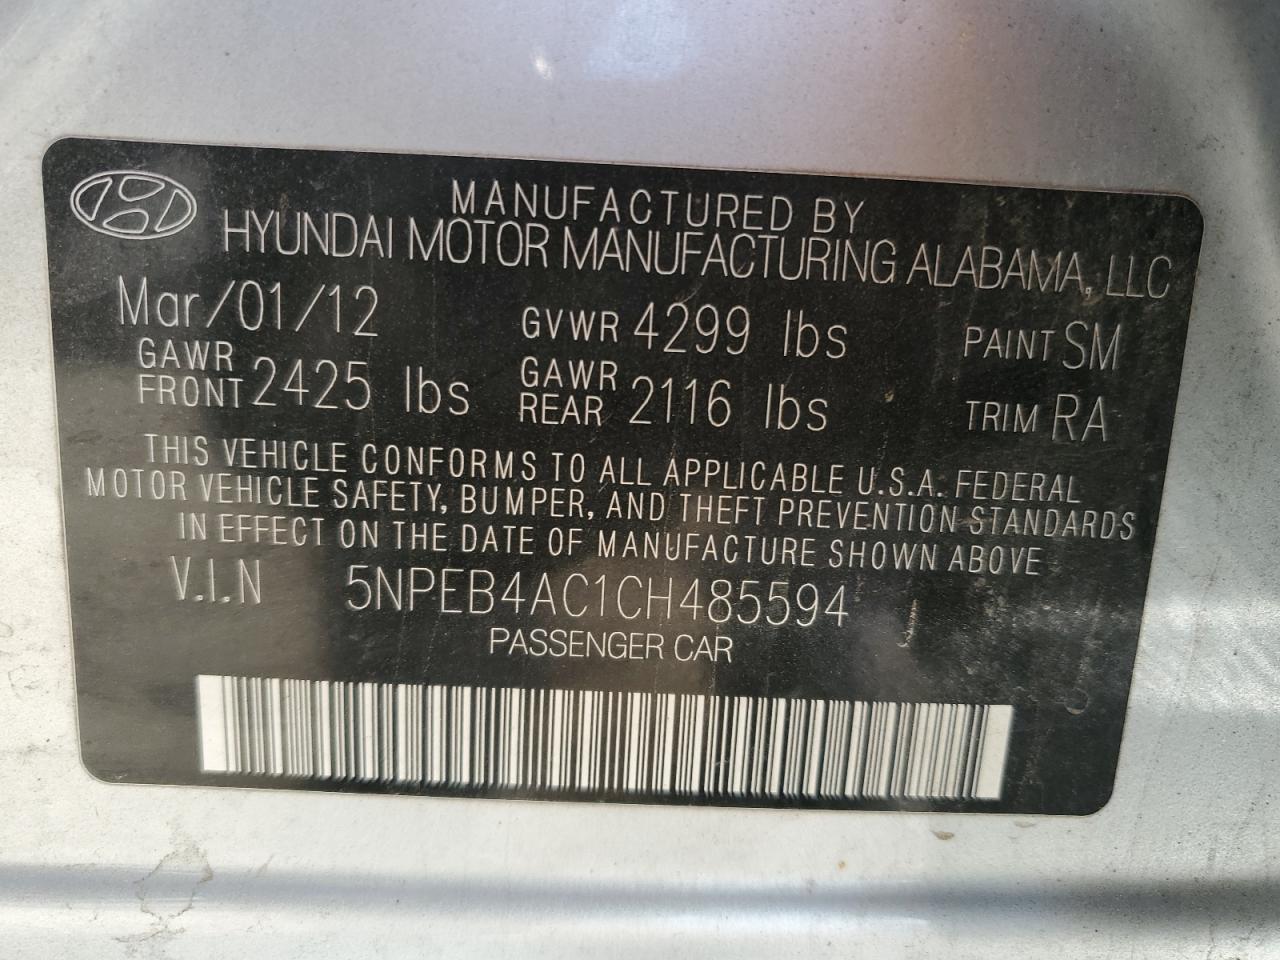 MANUFACTURED BY
HYUNDAI MOTOR MANUFACTURING ALABAMA, LLC
Mar/01/12 GVWR 4299 lbs PAINT SM
GAWR FRONT 2425 lbs GAWR REAR 2116 lbs TRIM RA
THIS VEHICLE CONFORMS TO ALL APPLICABLE U.S.A. FEDERAL
MOTOR VEHICLE SAFETY, BUMPER, AND THEFT PREVENTION STANDARDS
IN EFFECT ON THE DATE OF MANUFACTURE SHOWN ABOVE
V.I.N 5NPEB4AC1CH485594
PASSENGER CAR